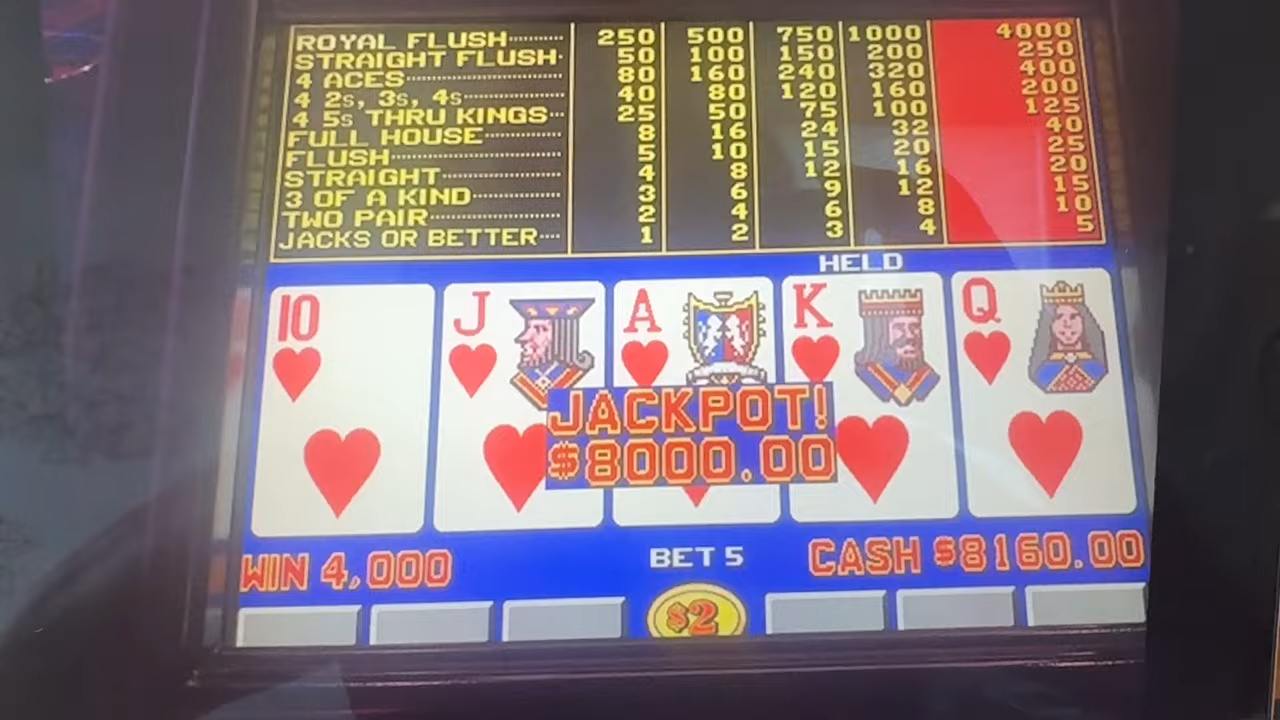 ROYAL FLUSH 250 500 750 1000 4000
STRAIGHT FLUSH 50 100 150 200 250
4 ACES 80 160 240 320 400
4 2s, 3s, 4s 40 80 120 160 200
4 5s THRU KINGS 25 50 75 100 125
FULL HOUSE 8 16 24 32 40
FLUSH 5 10 15 20 25
STRAIGHT 4 8 12 16 20
3 OF A KIND 3 6 9 12 15
TWO PAIR 2 4 6 8 10
JACKS OR BETTER 1 2 3 4 5
HELD
10 J A K Q
JACKPOT!
$8000.00
WIN 4,000 BET 5 CASH $8160.00
$2